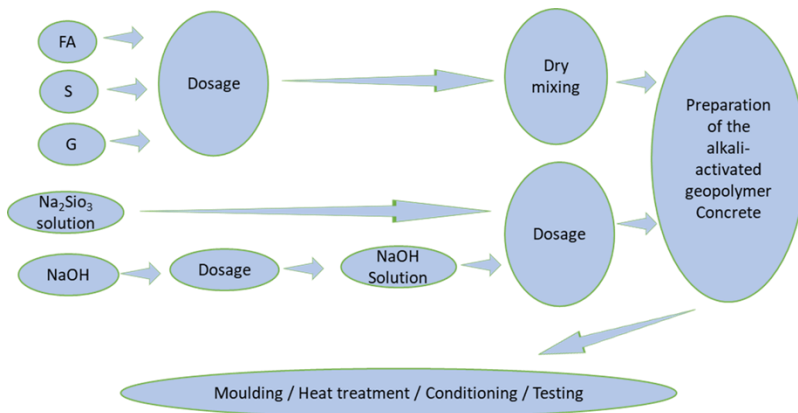 FA
S
G
Dosage
Dry
mixing
Preparation
of the
alkali-
activated
geopolymer
Concrete
Na₂Sio₃
solution
Dosage
NaOH
Dosage
NaOH
Solution
Moulding / Heat treatment / Conditioning / Testing